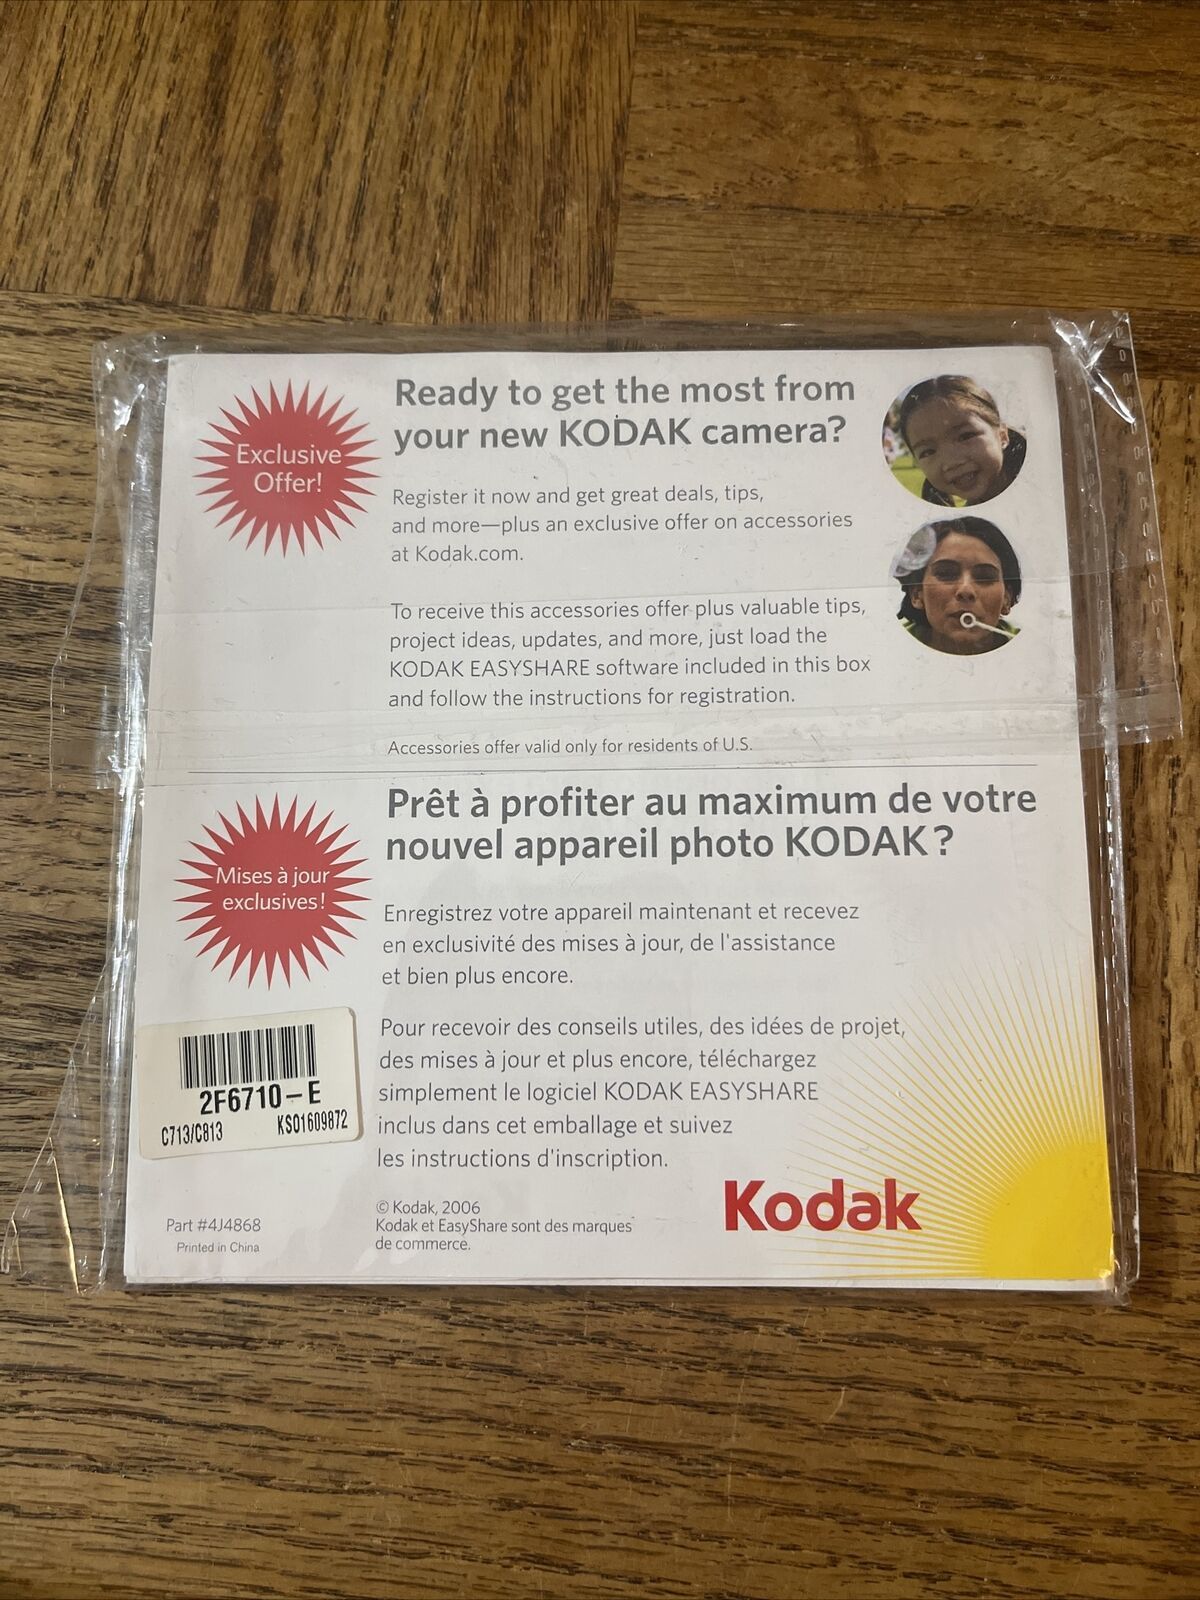 Exclusive
Offer!
Ready to get the most from
your new KODAK camera?
Register it now and get great deals, tips,
and more—plus an exclusive offer on accessories
at Kodak.com.
To receive this accessories offer plus valuable tips,
project ideas, updates, and more, just load the
KODAK EASYSHARE software included in this box
and follow the instructions for registration.
Accessories offer valid only for residents of U.S.
Mises à jour
exclusives !
Prêt à profiter au maximum de votre
nouvel appareil photo KODAK ?
Enregistrez votre appareil maintenant et recevez
en exclusivité des mises à jour, de l'assistance
et bien plus encore.
Pour recevoir des conseils utiles, des idées de projet,
des mises à jour et plus encore, téléchargez
simplement le logiciel KODAK EASYSHARE
inclus dans cet emballage et suivez
les instructions d'inscription.
2F6710-E
C713/C813 KSO1609872
Part #4J4868
Printed in China
© Kodak, 2006
Kodak et EasyShare sont des marques
de commerce.
Kodak